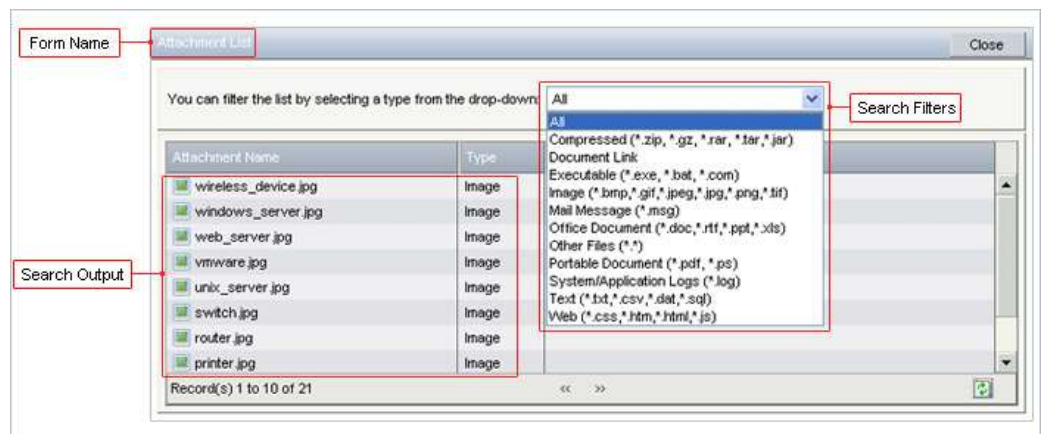 Form Name
Attachment List
Close
You can filter the list by selecting a type from the drop-down:
All
Search Filters
All
Compressed (*.zip, *.gz, *.rar, *.tar,*.jar)
Document Link
Executable (*.exe, *.bat, *.com)
Image (*.bmp,*.gif,*.jpeg,*.jpg,*.png,*.tif)
Mail Message (*.msg)
Office Document (*.doc,*.rtf,*.ppt,*.xls)
Other Files (*.*)
Portable Document (*.pdf, *.ps)
System/Application Logs (*.log)
Text (*.txt,*.csv,*.dat,*.sql)
Web (*.css,*.htm,*.html,*.js)
Attachment Name Type
wireless_device.jpg Image
windows_server.jpg Image
web_server.jpg Image
vmware.jpg Image
Search Output
unix_server.jpg Image
switch.jpg Image
router.jpg Image
printer.jpg Image
Record(s) 1 to 10 of 21
<< >>